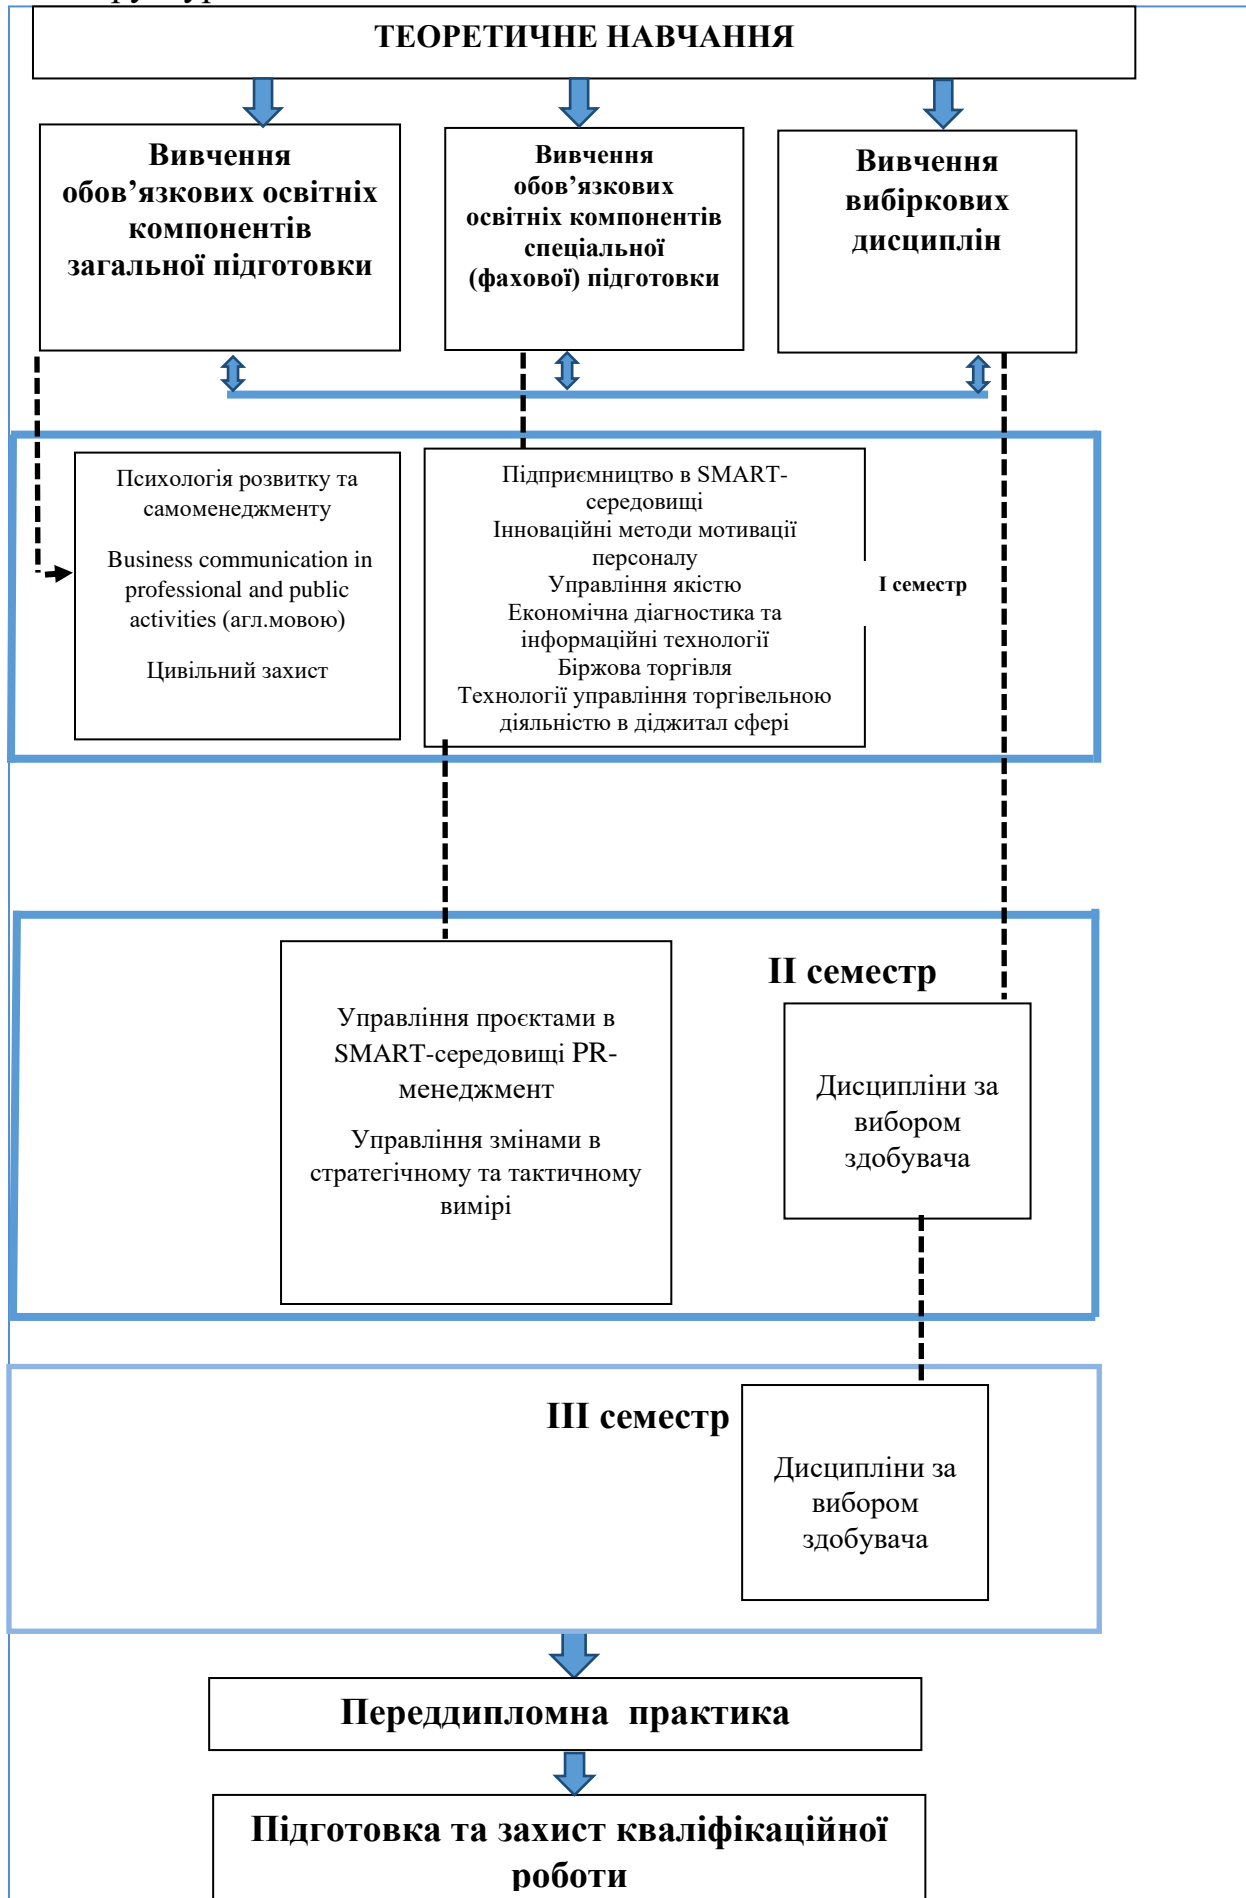 ТЕОРЕТИЧНЕ НАВЧАННЯ
Вивчення
обов’язкових освітніх
компонентів
загальної підготовки
Вивчення
обов’язкових
освітніх компонентів
спеціальної
(фахової) підготовки
Вивчення
вибіркових
дисциплін
Психологія розвитку та
самоменеджменту
Business communication in
professional and public
activities (агл.мовою)
Цивільний захист
Підприємництво в SMART-
середовищі
Інноваційні методи мотивації
персоналу
Управління якістю
Економічна діагностика та
інформаційні технології
Біржова торгівля
Технології управління торгівельною
діяльністю в діджитал сфері
І семестр
Управління проєктами в
SMART-середовищі PR-
менеджмент
Управління змінами в
стратегічному та тактичному
вимірі
ІІ семестр
Дисципліни за
вибором
здобувача
ІІІ семестр
Дисципліни за
вибором
здобувача
Переддипломна практика
Підготовка та захист кваліфікаційної
роботи